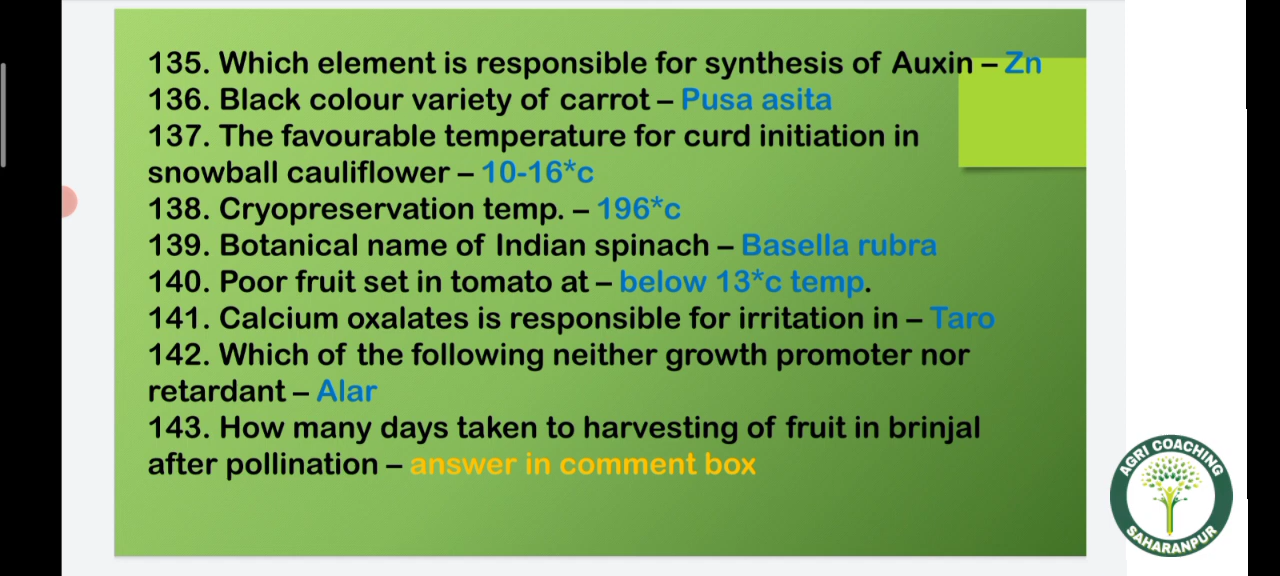 135. Which element is responsible for synthesis of Auxin – Zn
136. Black colour variety of carrot – Pusa asita
137. The favourable temperature for curd initiation in
snowball cauliflower – 10-16*c
138. Cryopreservation temp. – 196*c
139. Botanical name of Indian spinach – Basella rubra
140. Poor fruit set in tomato at – below 13*c temp.
141. Calcium oxalates is responsible for irritation in – Taro
142. Which of the following neither growth promoter nor
retardant – Alar
143. How many days taken to harvesting of fruit in brinjal
after pollination – answer in comment box
AGRI COACHING
SAHARANPUR